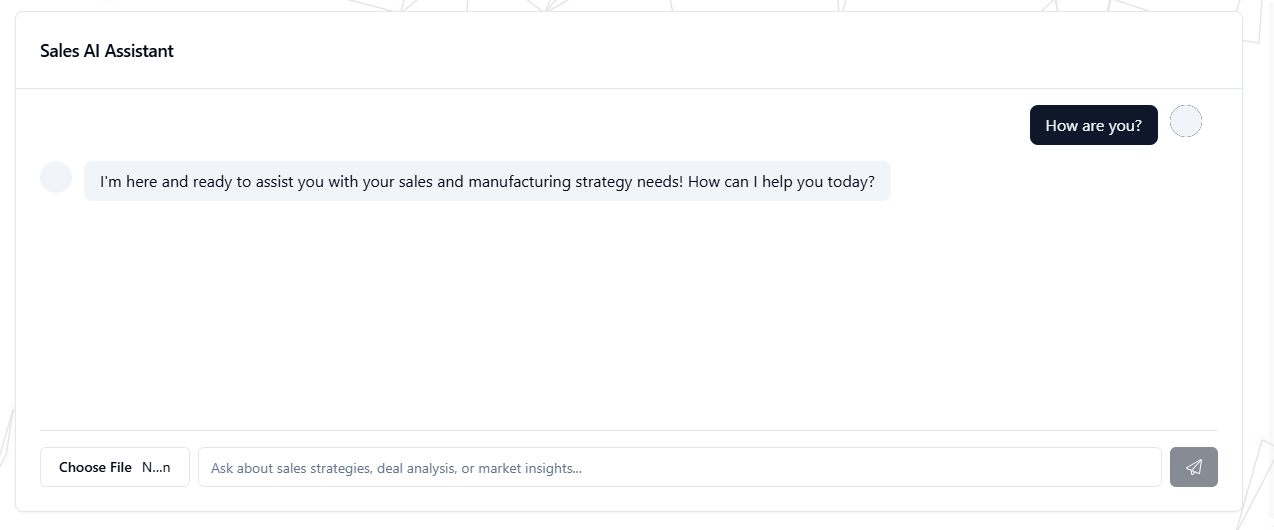 Sales AI Assistant
How are you?
I'm here and ready to assist you with your sales and manufacturing strategy needs! How can I help you today?
Choose File N...n
Ask about sales strategies, deal analysis, or market insights...